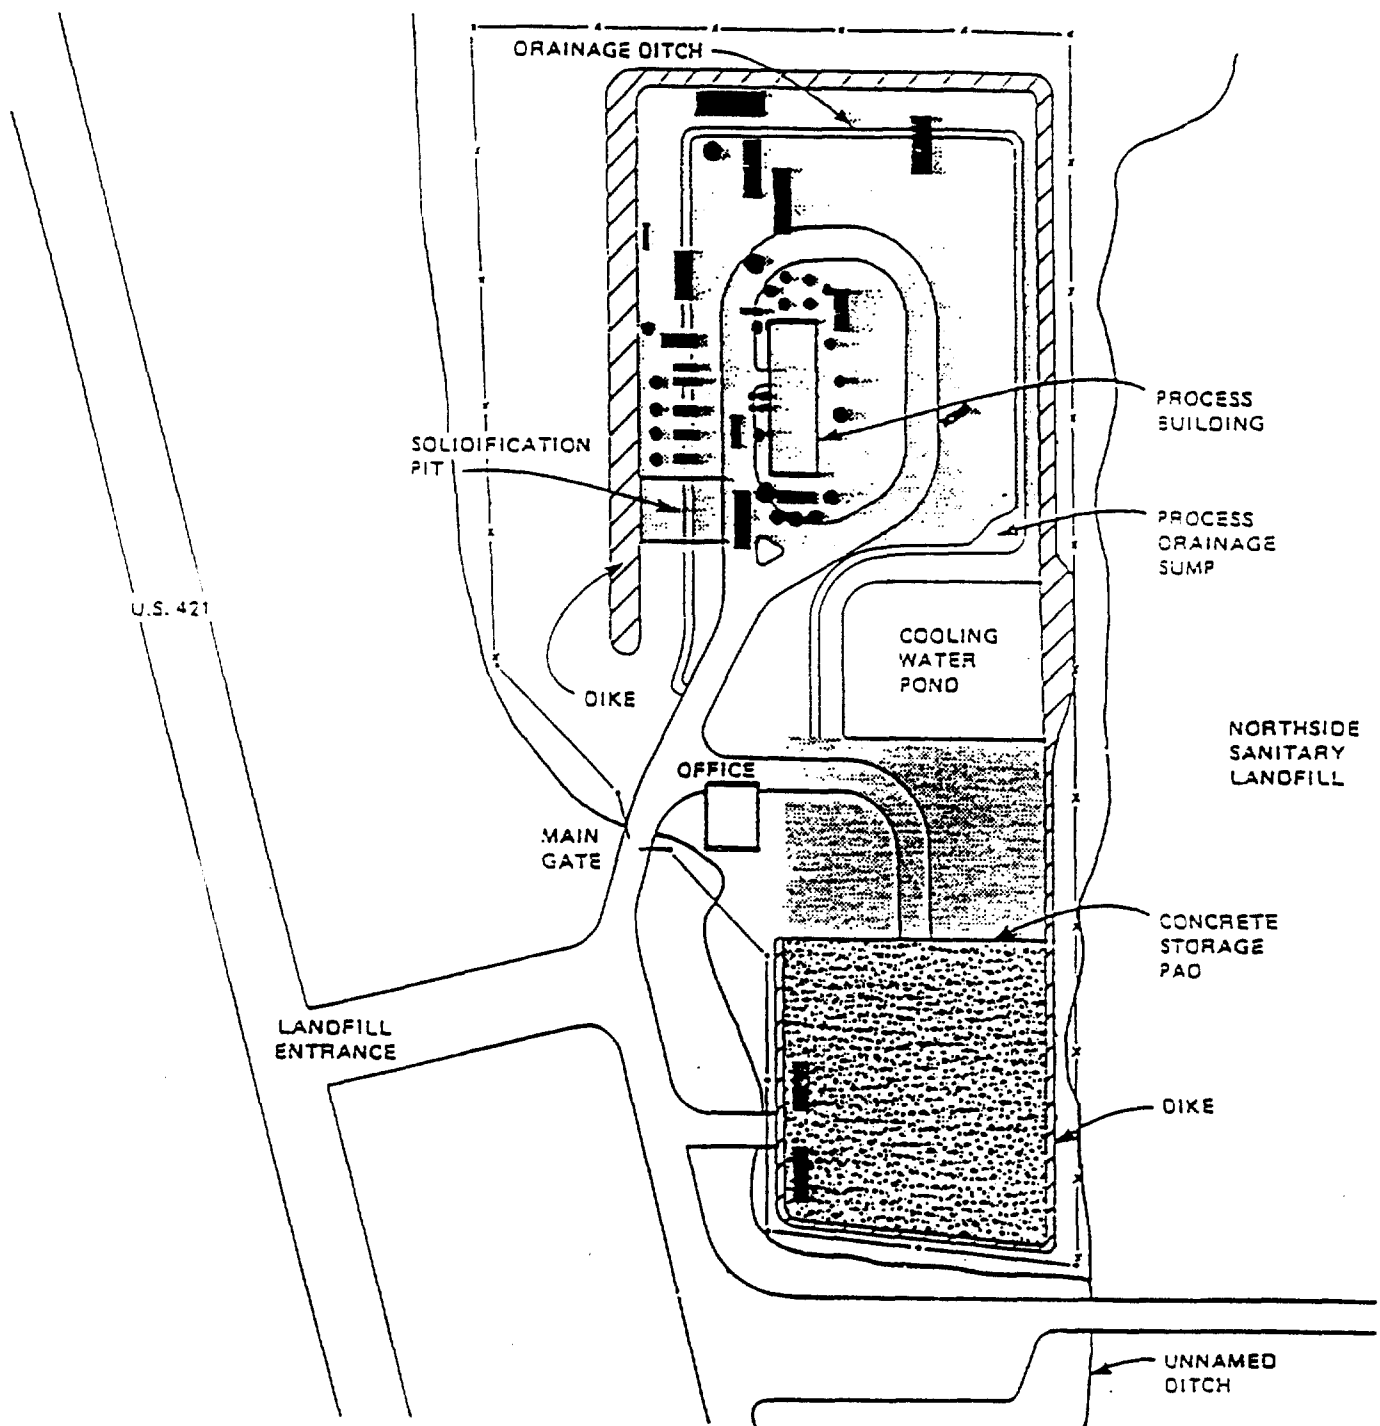 DRAINAGE DITCH
PROCESS
BUILDING
SOLIDIFICATION
PIT
PROCESS
DRAINAGE
SUMP
U.S. 421
COOLING
WATER
POND
DIKE
NORTHSIDE
SANITARY
LANDFILL
OFFICE
MAIN
GATE
CONCRETE
STORAGE
PAD
LANDFILL
ENTRANCE
DIKE
UNNAMED
DITCH